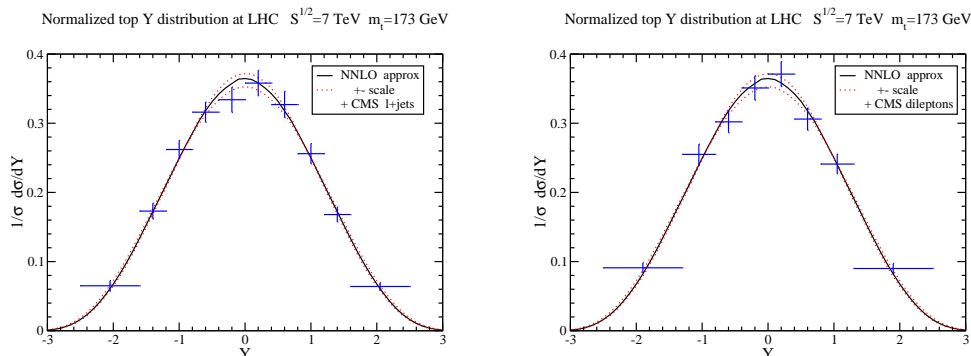 Normalized top Y distribution at LHC S^1/2=7 TeV m_t=173 GeV
0.4
0.3
0.2
0.1
0
1/σ dσ/dY
NNLO approx
+- scale
+ CMS l+jets
-3 -2 -1 0 1 2 3
Y
Normalized top Y distribution at LHC S^1/2=7 TeV m_t=173 GeV
0.4
0.3
0.2
0.1
0
1/σ dσ/dY
NNLO approx
+- scale
+ CMS dileptons
-3 -2 -1 0 1 2 3
Y